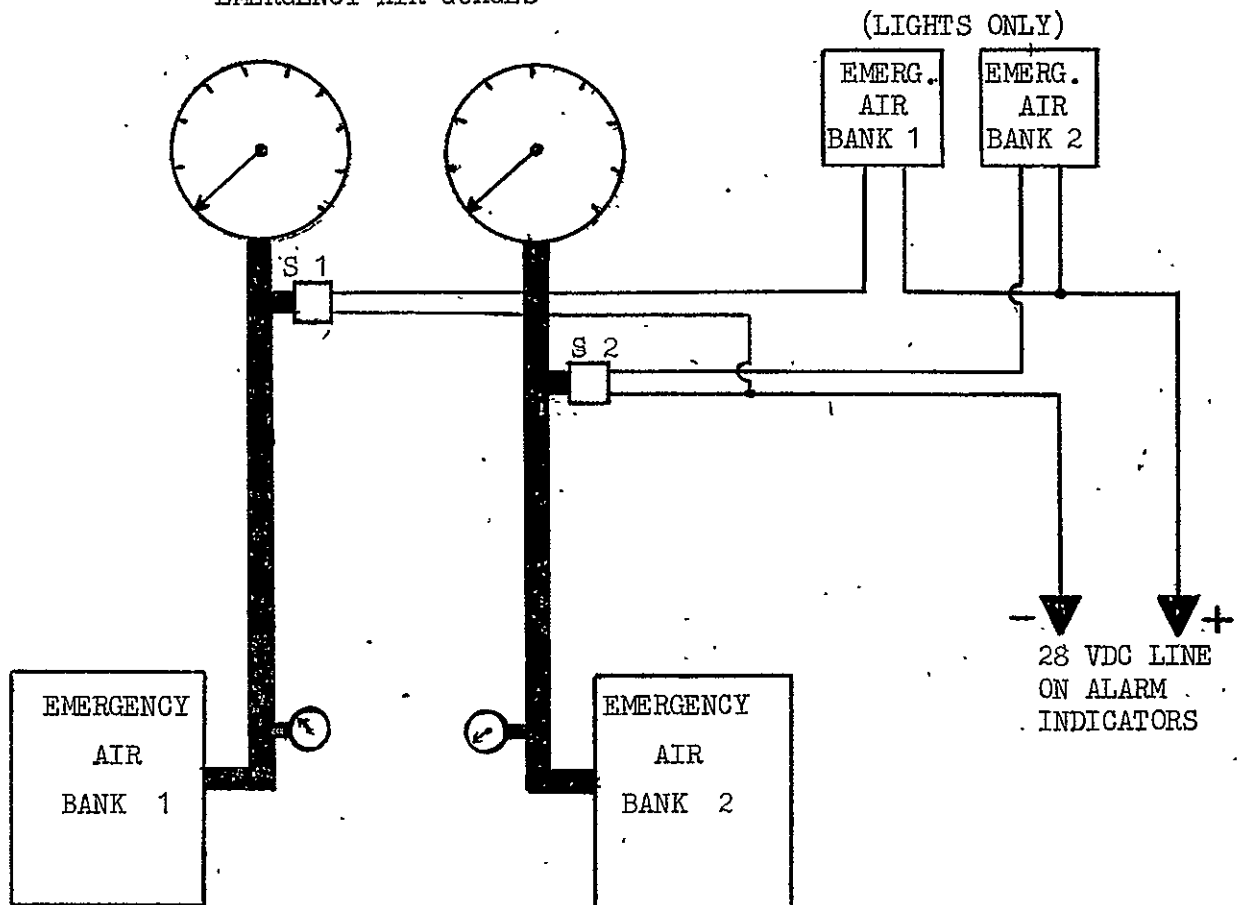 EMERGENCY AIR GUAGES
(LIGHTS ONLY)
EMERG.
AIR
BANK 1
EMERG.
AIR
BANK 2
S 1
S 2
- +
28 VDC LINE
ON ALARM
INDICATORS
EMERGENCY
AIR
BANK 1
EMERGENCY
AIR
BANK 2